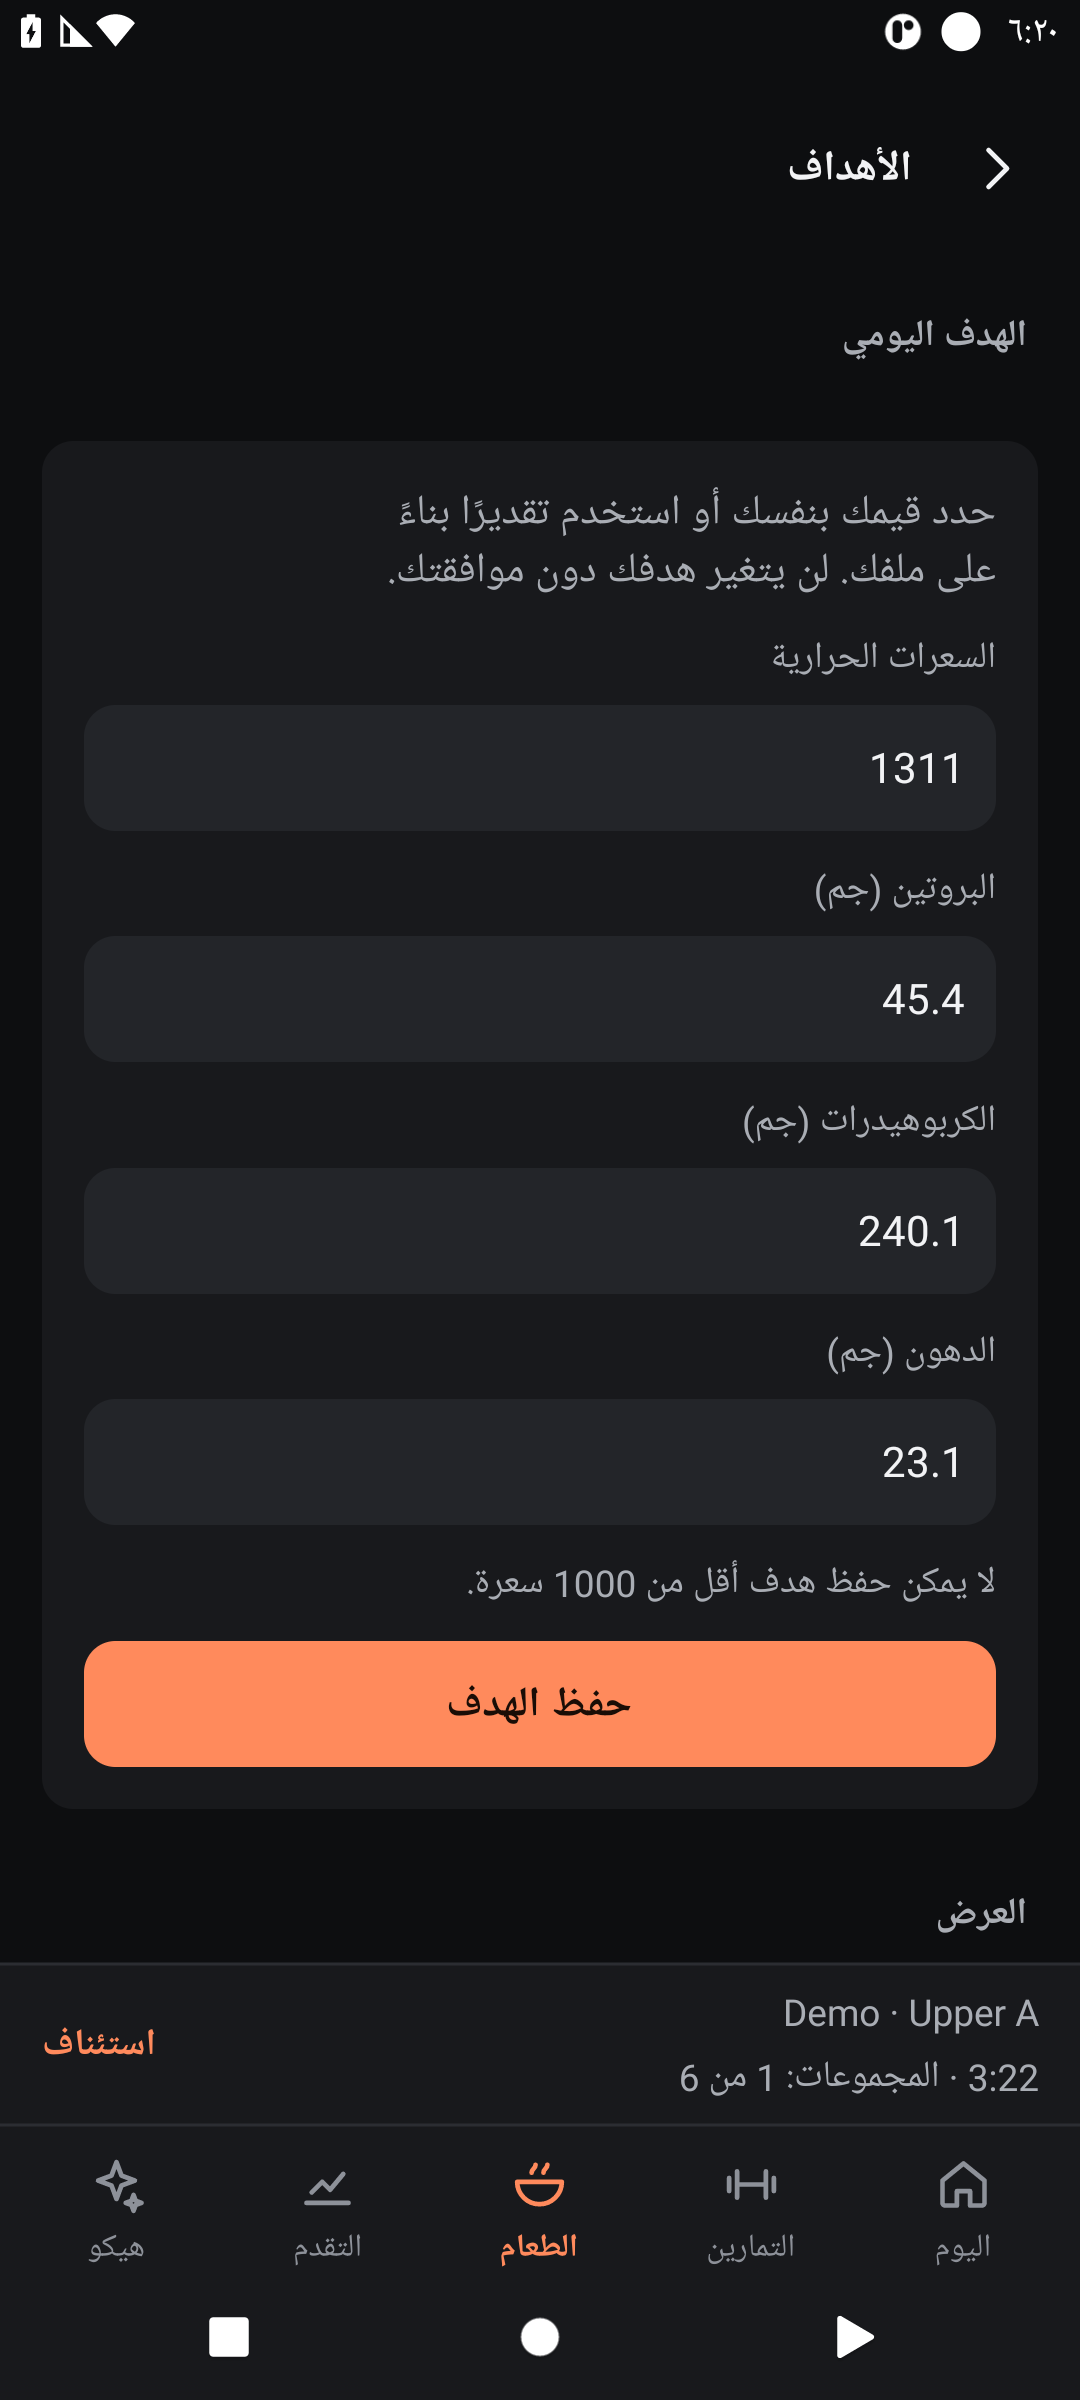 ٦:٢٠
الأهداف
الهدف اليومي
حدد قيمك بنفسك أو استخدم تقديرًا بناءً
على ملفك. لن يتغير هدفك دون موافقتك.
السعرات الحرارية
1311
البروتين (جم)
45.4
الكربوهيدرات (جم)
240.1
الدهون (جم)
23.1
لا يمكن حفظ هدف أقل من 1000 سعرة.
حفظ الهدف
العرض
Demo · Upper A
3:22 · المجموعات: 1 من 6
استئناف
اليوم
التمارين
الطعام
التقدم
هيكو